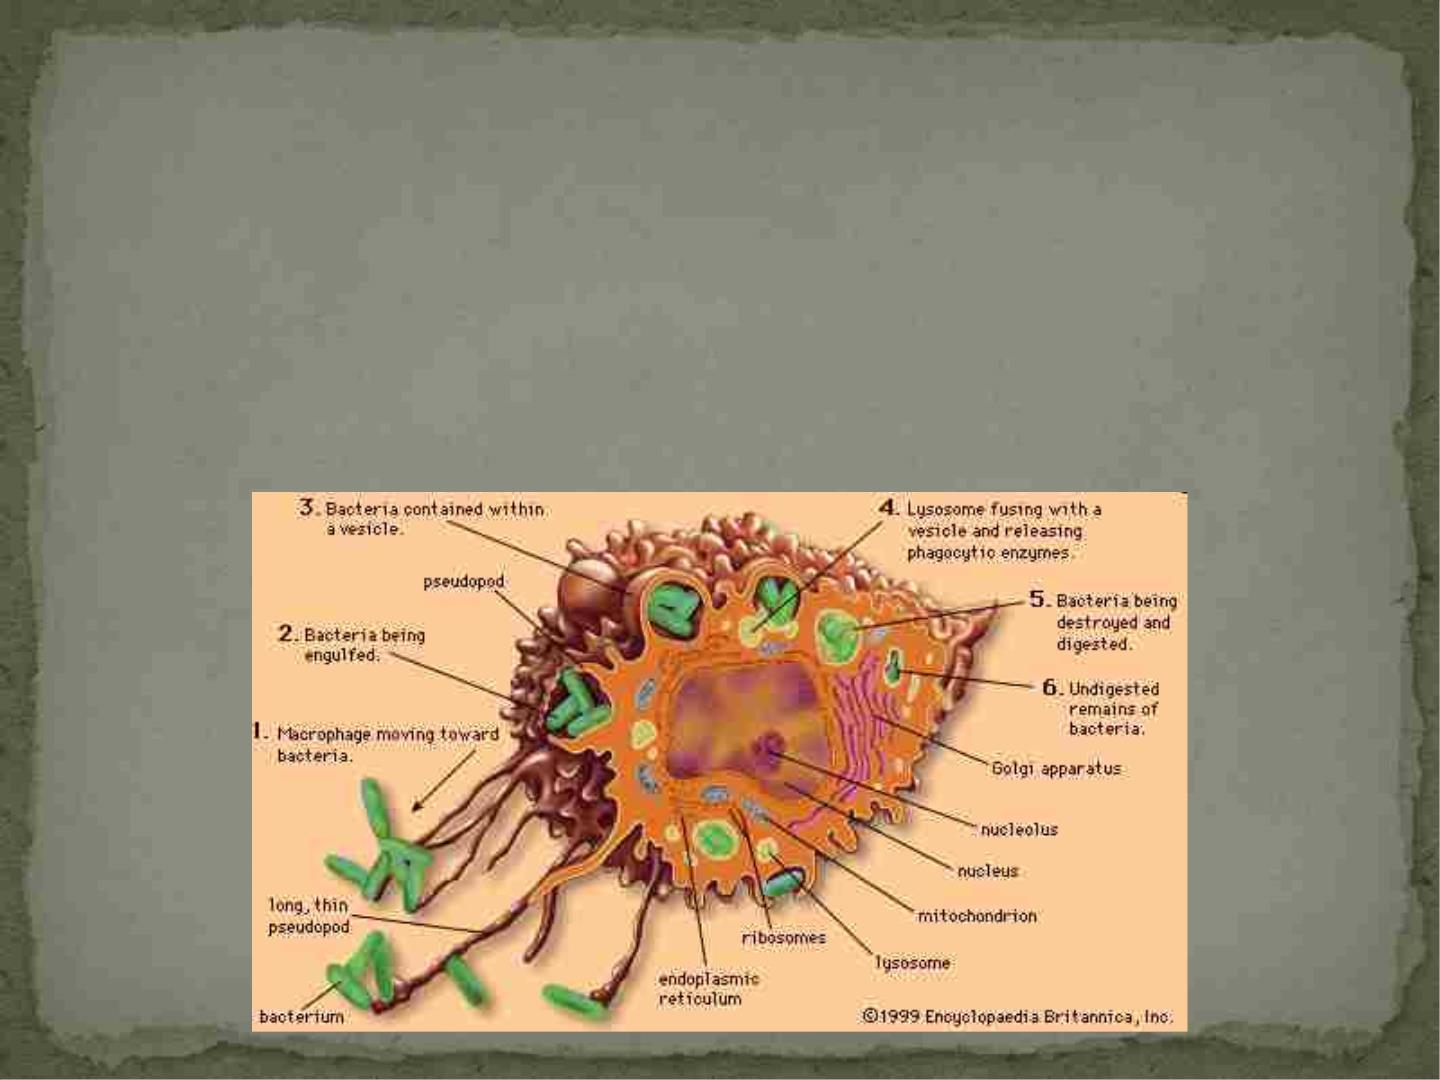 3. Bacteria contained within
a vesicle.
4. Lysosome fusing with a
vesicle and releasing
phagocytic enzymes.
pseudopod
5. Bacteria being
destroyed and
digested.
2. Bacteria being
engulfed.
6. Undigested
remains of
bacteria.
1. Macrophage moving toward
bacteria.
Golgi apparatus
nucleolus
nucleus
long, thin
pseudopod
mitochondrion
ribosomes
lysosome
endoplasmic
reticulum
bacterium
©1999 Encyclopaedia Britannica, Inc.